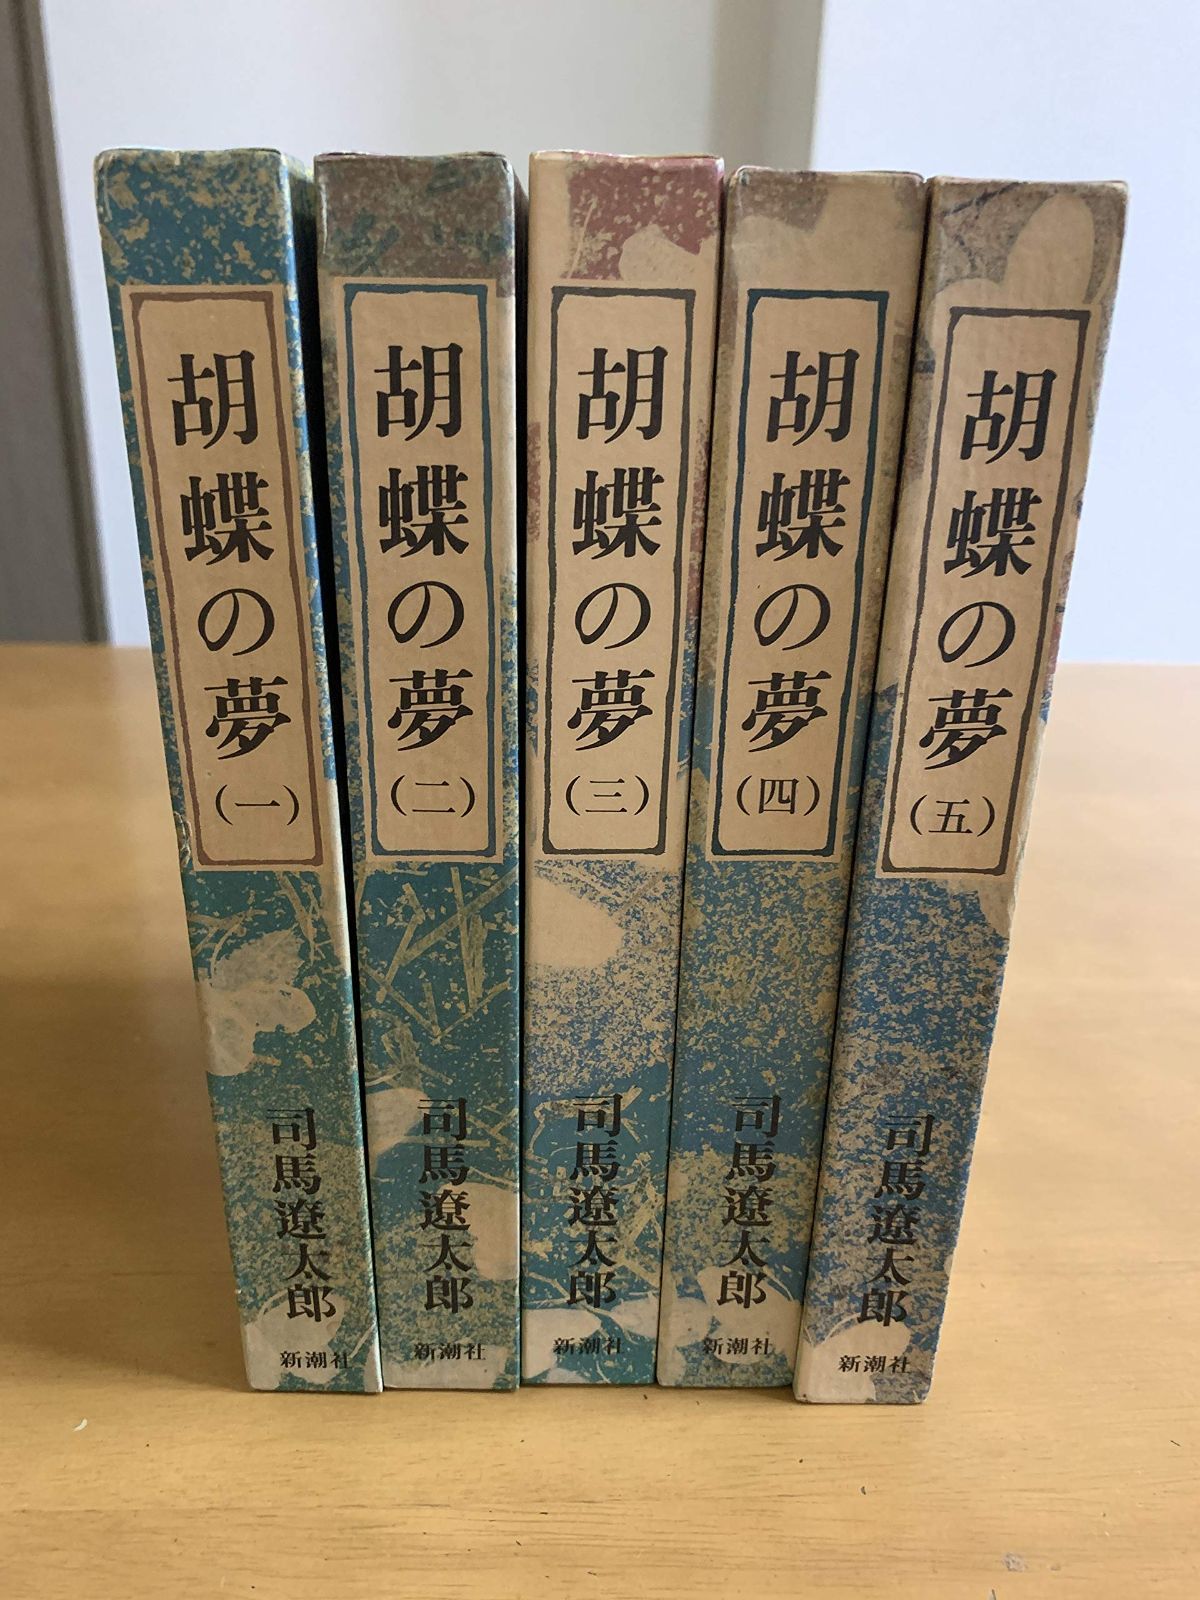 胡蝶の夢(一)
司馬遼太郎
新潮社
胡蝶の夢(二)
司馬遼太郎
新潮社
胡蝶の夢(三)
司馬遼太郎
新潮社
胡蝶の夢(四)
司馬遼太郎
新潮社
胡蝶の夢(五)
司馬遼太郎
新潮社